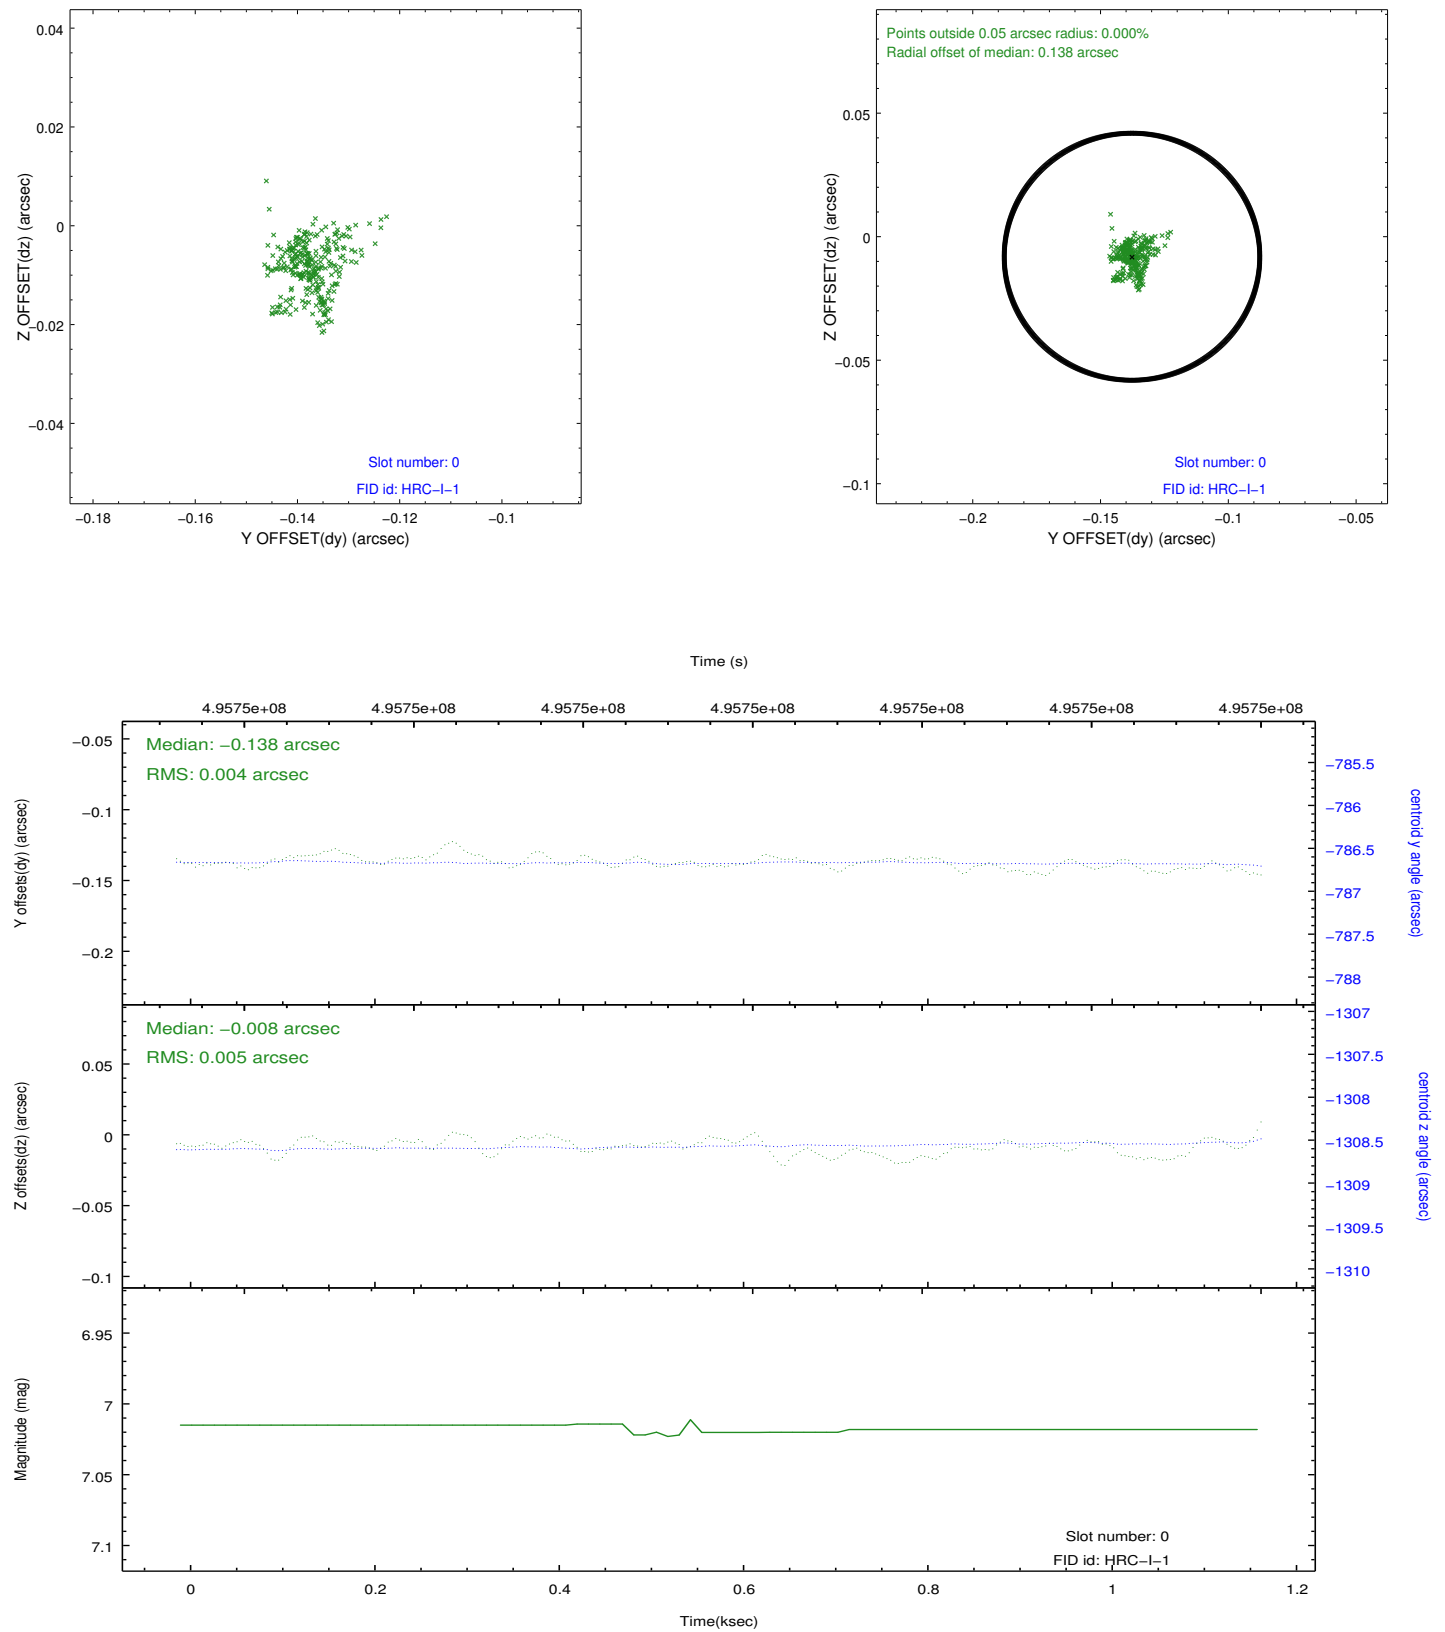 0.04
0.02
0
−0.02
−0.04
Z OFFSET(dz) (arcsec)
Slot number: 0
FID id: HRC−I−1
−0.18
−0.16
−0.14
−0.12
−0.1
Y OFFSET(dy) (arcsec)
Points outside 0.05 arcsec radius: 0.000%
Radial offset of median: 0.138 arcsec
0.05
0
−0.05
−0.1
Z OFFSET(dz) (arcsec)
Slot number: 0
FID id: HRC−I−1
−0.2
−0.15
−0.1
−0.05
Y OFFSET(dy) (arcsec)
Time (s)
4.9575e+08
4.9575e+08
4.9575e+08
4.9575e+08
4.9575e+08
4.9575e+08
4.9575e+08
Median: −0.138 arcsec
RMS: 0.004 arcsec
−0.05
−0.1
−0.15
−0.2
Y offsets(dy) (arcsec)
−785.5
−786
−786.5
−787
−787.5
−788
centroid y angle (arcsec)
Median: −0.008 arcsec
RMS: 0.005 arcsec
0.05
0
−0.05
−0.1
Z offsets(dz) (arcsec)
−1307
−1307.5
−1308
−1308.5
−1309
−1309.5
−1310
centroid z angle (arcsec)
6.95
7
7.05
7.1
Magnitude (mag)
Slot number: 0
FID id: HRC−I−1
0
0.2
0.4
0.6
0.8
1
1.2
Time(ksec)